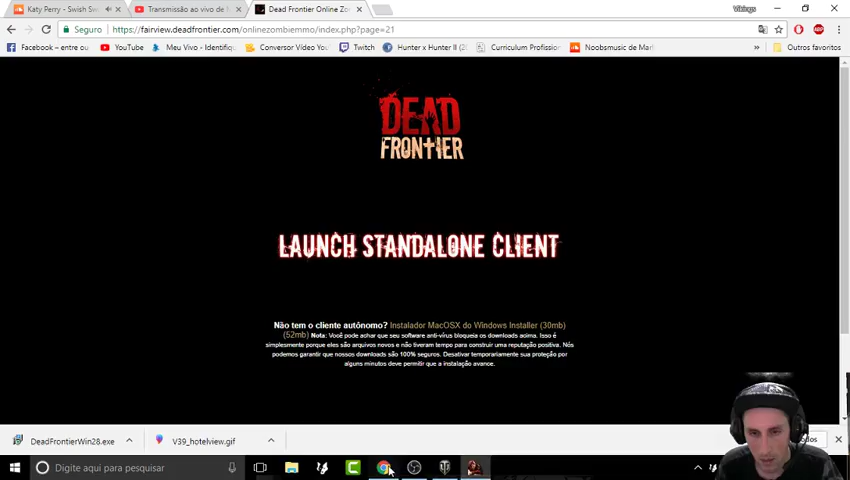 Katy Perry - Swish Sw
Transmissão ao vivo de
Dead Frontier Online Zo
Vikings
Seguro
https://fairview.deadfrontier.com/onlinezombiemmo/index.php?page=21
Facebook – entre ou
YouTube
Meu Vivo - Identifiq
Conversor Vídeo You
Twitch
Hunter x Hunter II (20
Curriculum Profission
Noobsmusic de Mar
»
Outros favoritos
DEAD
FRONTIER
LAUNCH STANDALONE CLIENT
Não tem o cliente autônomo? Instalador MacOSX do Windows Installer (30mb)
(52mb) Nota: Você pode achar que seu software anti-vírus bloqueia os downloads acima. Isso é
simplesmente porque eles são arquivos novos e não tiveram tempo para construir uma reputação positiva. Nós
podemos garantir que nossos downloads são 100% seguros. Desativar temporariamente sua proteção por
alguns minutos deve permitir que a instalação avance.
DeadFrontierWin28.exe
V39_hotelview.gif
Digite aqui para pesquisar